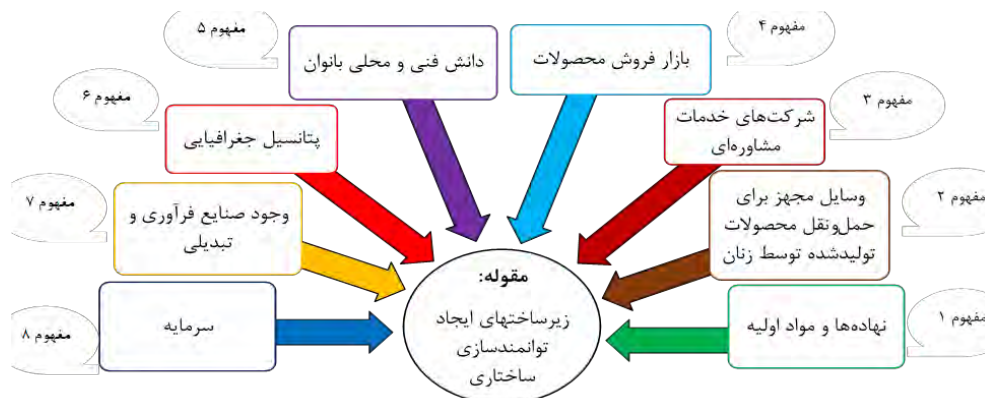 مفهوم ۵
دانش فنی و محلی بانوان
بازار فروش محصولات
مفهوم ۴
مفهوم ۶
پتانسیل جغرافیایی
شرکت‌های خدمات
مشاوره‌ای
مفهوم ۳
مفهوم ۷
وجود صنایع فرآوری و
تبدیلی
وسایل مجهز برای
حمل‌ونقل محصولات
تولیدشده توسط زنان
مفهوم ۲
مفهوم ۸
سرمایه
مقوله:
زیرساختهای ایجاد
توانمندسازی
ساختاری
نهاده‌ها و مواد اولیه
مفهوم ۱